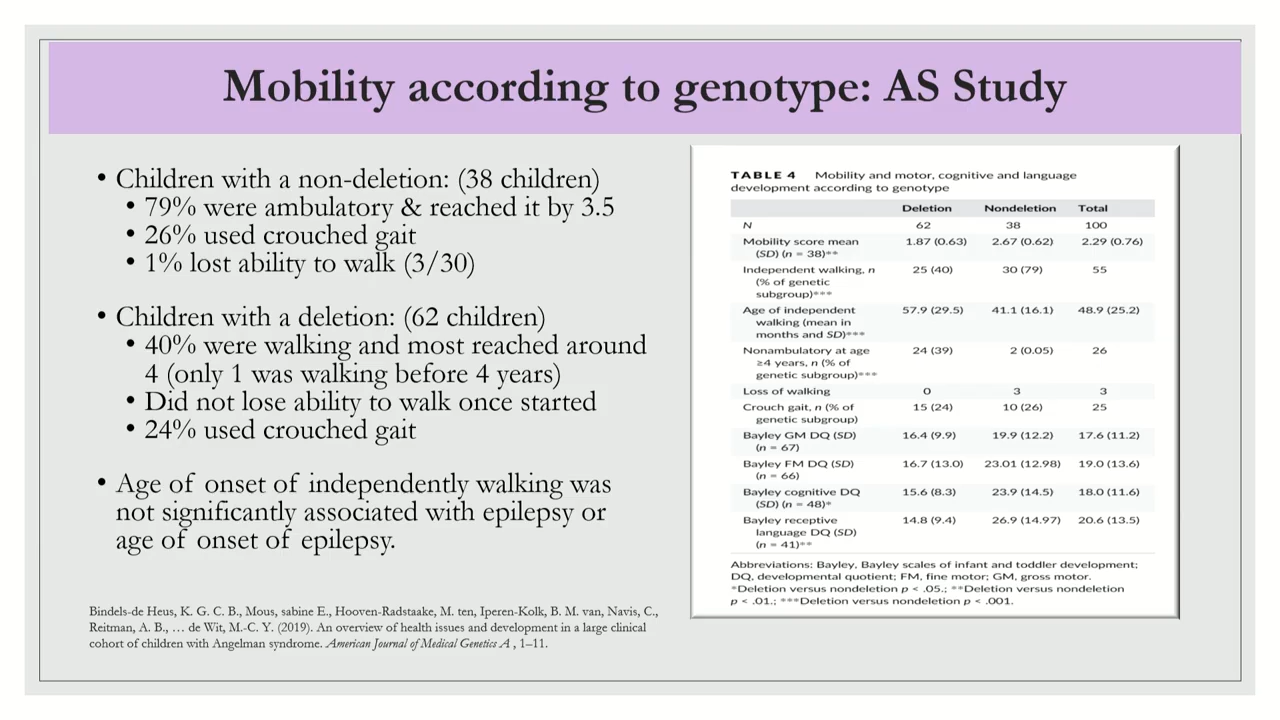 Mobility according to genotype: AS Study
• Children with a non-deletion: (38 children)
• 79% were ambulatory & reached it by 3.5
• 26% used crouched gait
• 1% lost ability to walk (3/30)
• Children with a deletion: (62 children)
• 40% were walking and most reached around
4 (only 1 was walking before 4 years)
• Did not lose ability to walk once started
• 24% used crouched gait
• Age of onset of independently walking was
not significantly associated with epilepsy or
age of onset of epilepsy.
Bindels-de Heus, K. G. C. B., Mous, sabine E., Hooven-Radstaake, M. ten, Iperen-Kolk, B. M. van, Navis, C.,
Reitman, A. B., … de Wit, M.-C. Y. (2019). An overview of health issues and development in a large clinical
cohort of children with Angelman syndrome. American Journal of Medical Genetics A , 1–11.
TABLE 4 Mobility and motor, cognitive and language
development according to genotype
Deletion Nondeletion Total
N 62 38 100
Mobility score mean 1.87 (0.63) 2.67 (0.62) 2.29 (0.76)
(SD) (n = 38)**
Independent walking, n 25 (40) 30 (79) 55
(% of genetic
subgroup)***
Age of independent 57.9 (29.5) 41.1 (16.1) 48.9 (25.2)
walking (mean in
months and SD)***
Nonambulatory at age 24 (39) 2 (0.05) 26
≥4 years, n (% of
genetic subgroup)***
Loss of walking 0 3 3
Crouch gait, n (% of 15 (24) 10 (26) 25
genetic subgroup)
Bayley GM DQ (SD) 16.4 (9.9) 19.9 (12.2) 17.6 (11.2)
(n = 67)
Bayley FM DQ (SD) 16.7 (13.0) 23.01 (12.98) 19.0 (13.6)
(n = 66)
Bayley cognitive DQ 15.6 (8.3) 23.9 (14.5) 18.0 (11.6)
(SD) (n = 48)*
Bayley receptive 14.8 (9.4) 26.9 (14.97) 20.6 (13.5)
language DQ (SD)
(n = 41)**
Abbreviations: Bayley, Bayley scales of infant and toddler development;
DQ, developmental quotient; FM, fine motor; GM, gross motor.
*Deletion versus nondeletion p < .05.; **Deletion versus nondeletion
p < .01.; ***Deletion versus nondeletion p < .001.